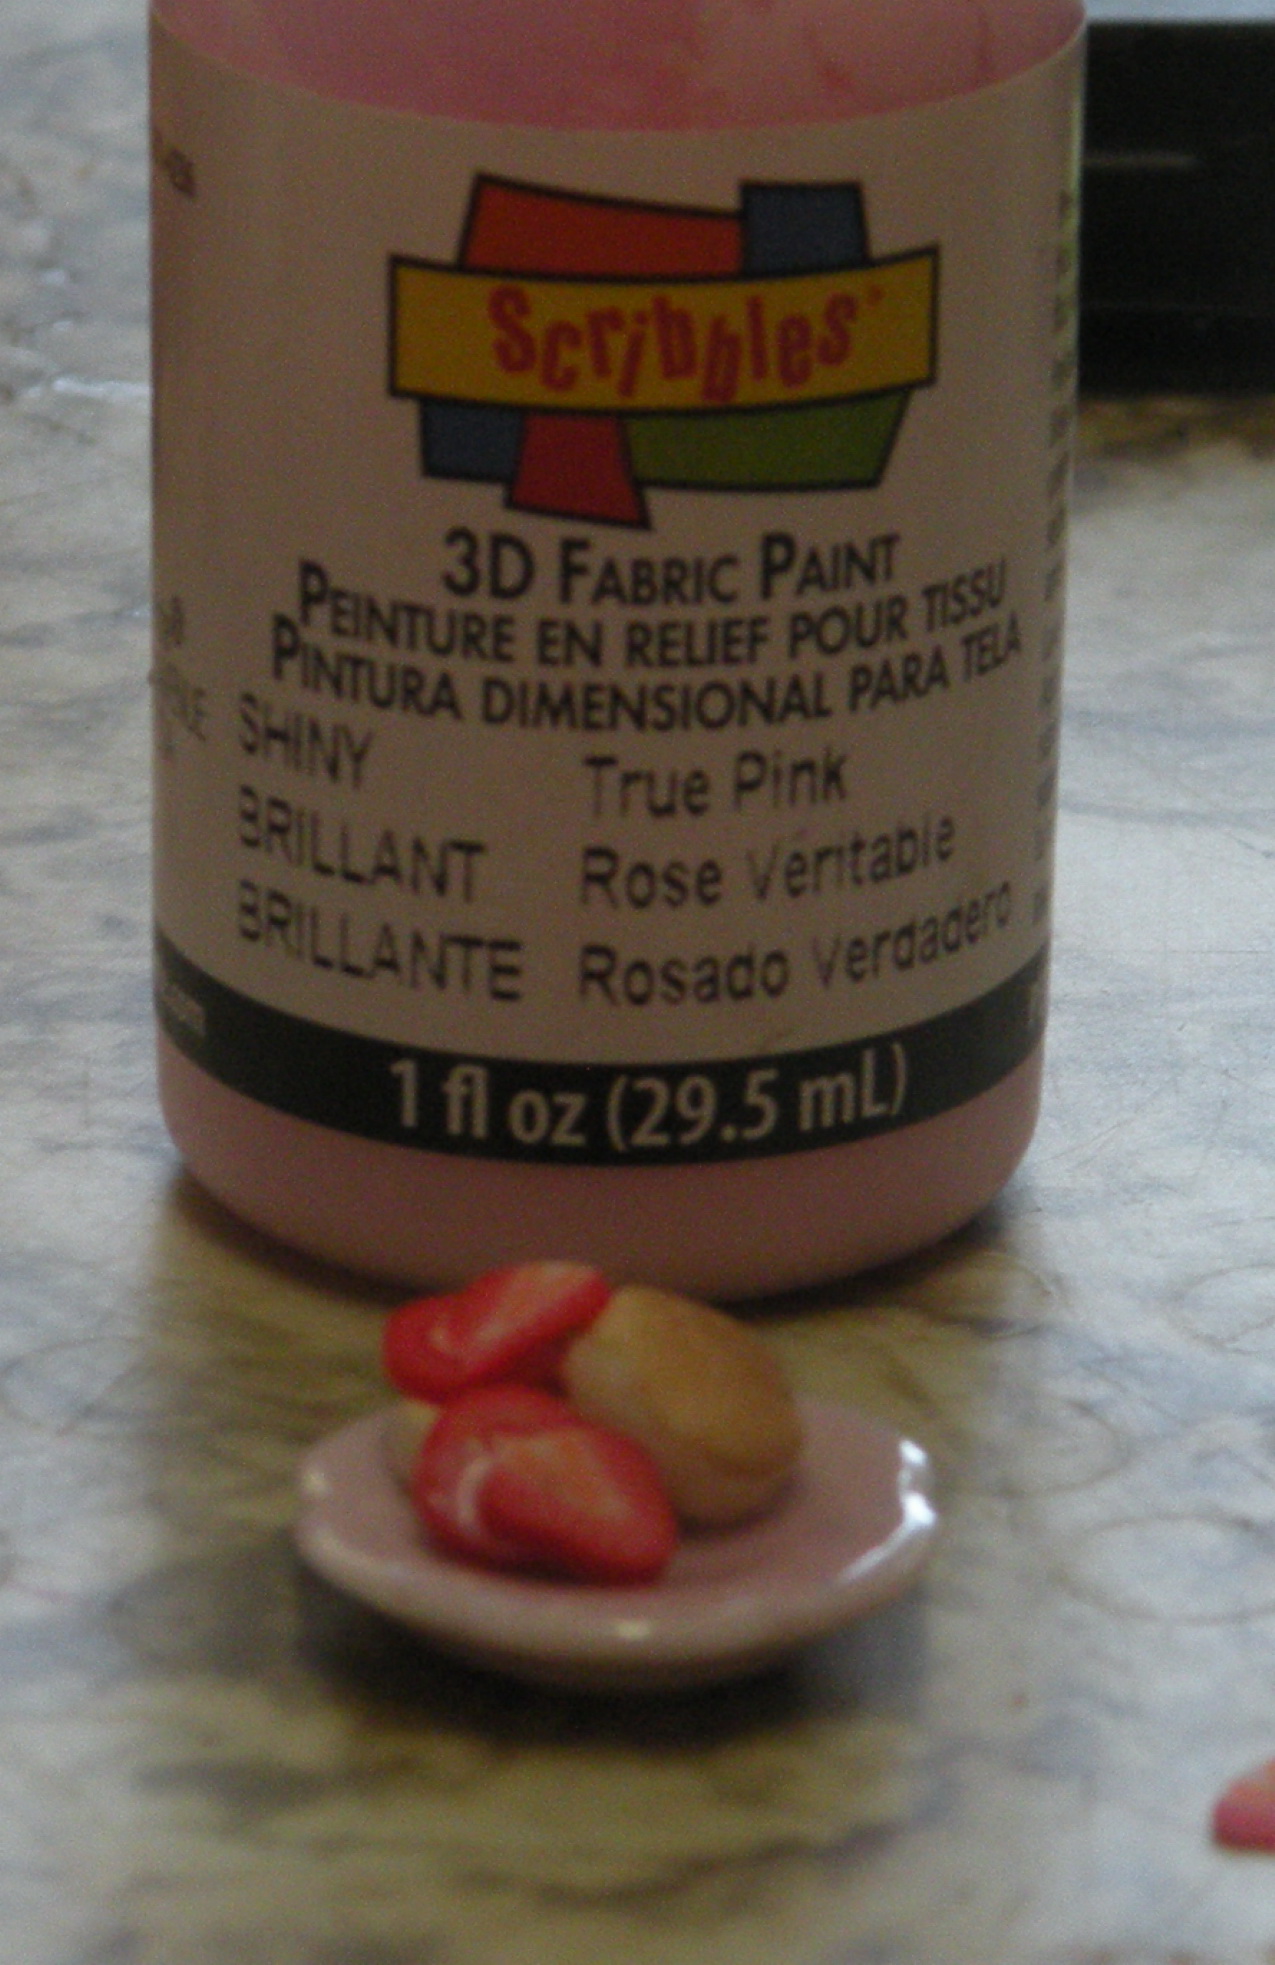 Scribbles
3D FABRIC PAINT
PEINTURE EN RELIEF POUR TISSU
PINTURA DIMENSIONAL PARA TELA
SHINY True Pink
BRILLANT Rose Véritable
BRILLANTE Rosado Verdadero
1 fl oz (29.5 mL)